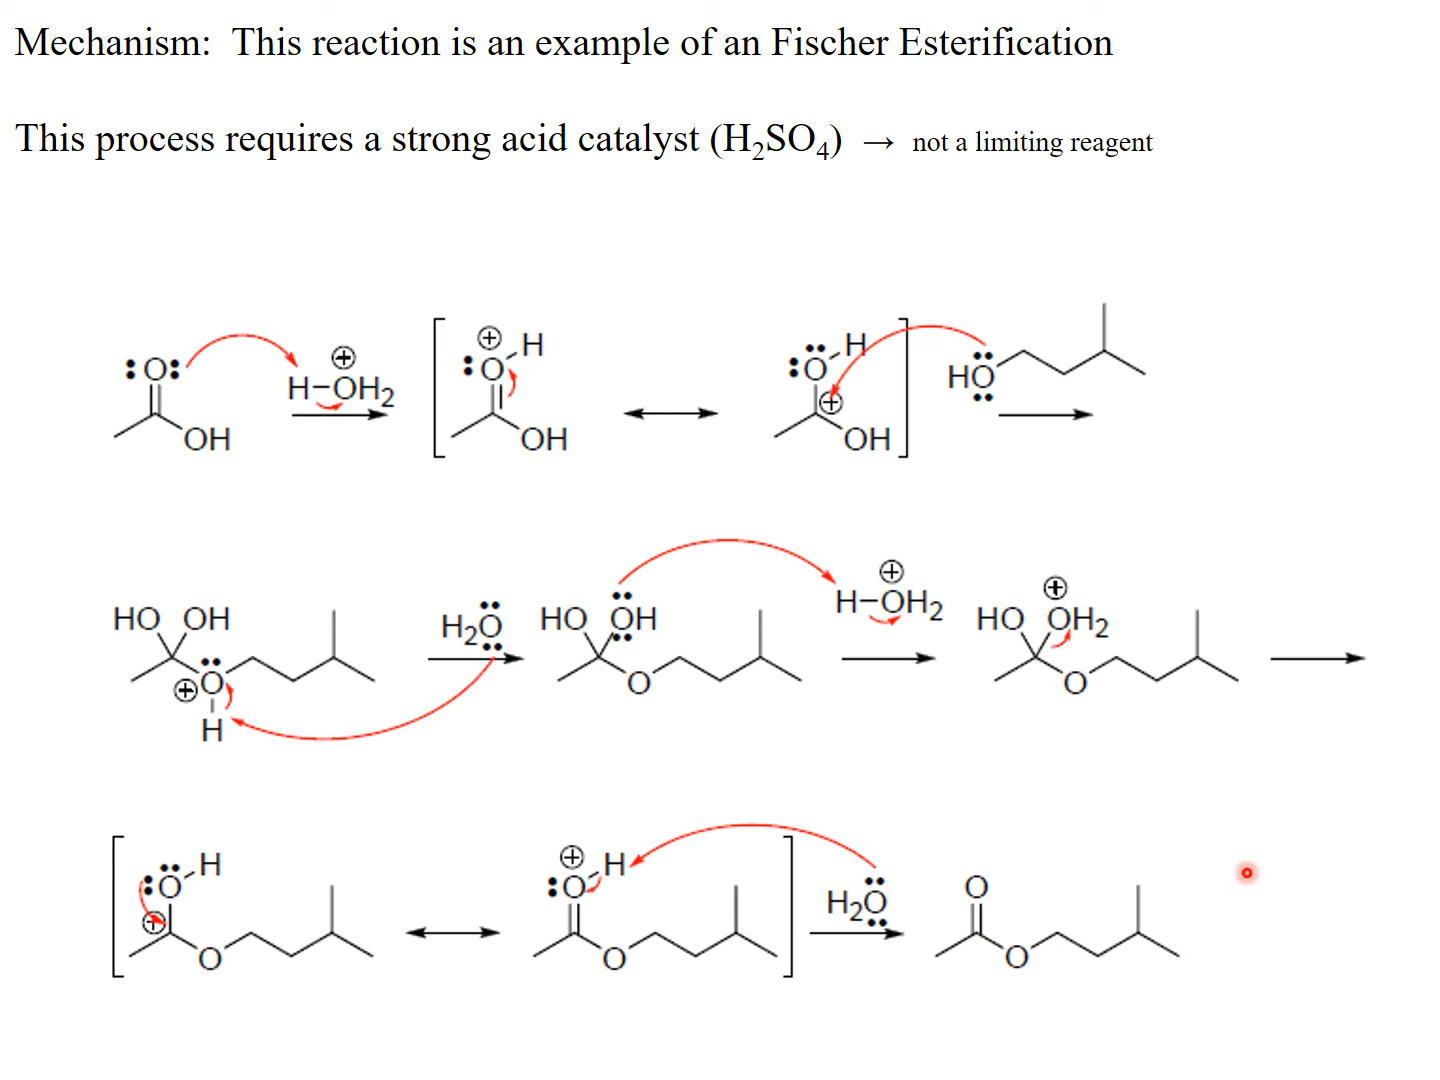 Mechanism: This reaction is an example of an Fischer Esterification
This process requires a strong acid catalyst (H₂SO₄) → not a limiting reagent
:O: H–OH₂ ⊕ OH
⊕ :O–H OH
:O–H ⊕ OH
HO
HO OH ⊕O H
H₂O
HO OH O
⊕ H–OH₂
HO ⊕ OH₂ O
:O–H ⊕ O
⊕ :O–H O
H₂O
O O